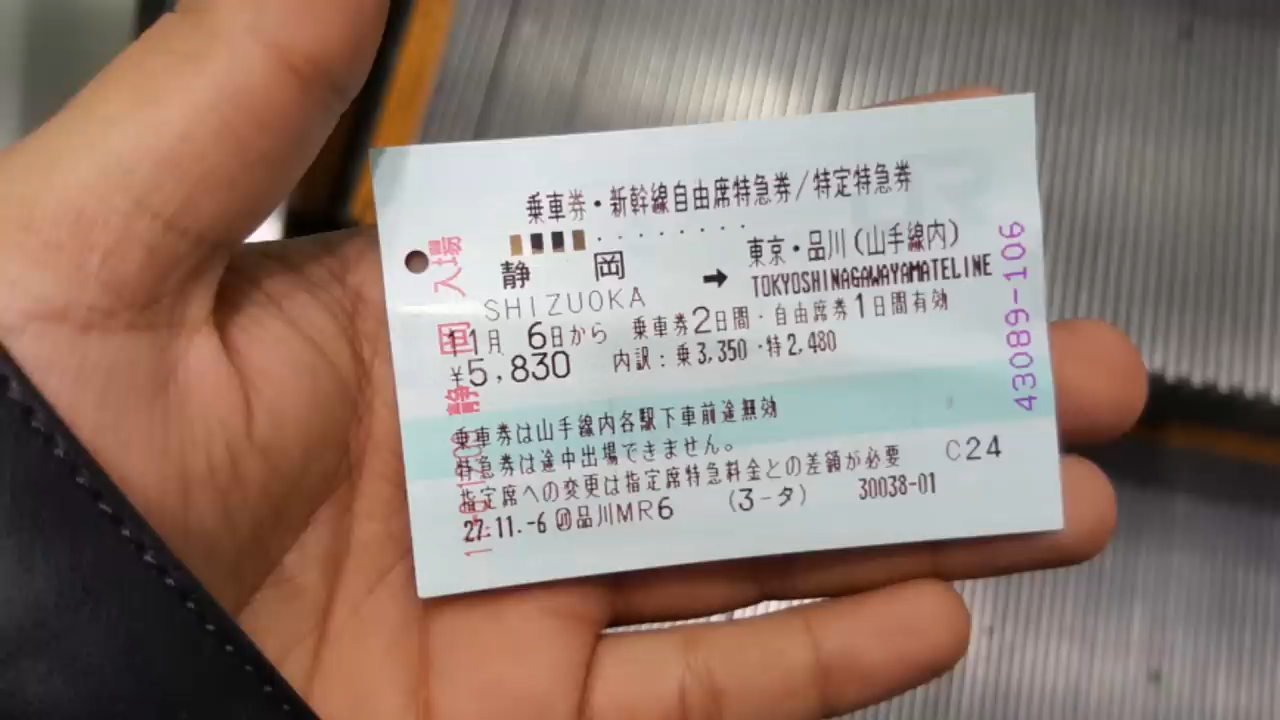 乗車券・新幹線自由席特急券/特定特急券
静岡 → 東京・品川(山手線内)
SHIZUOKA TOKYOSHINAGAWAYAMATELINE
11月 6日から 乗車券2日間・自由席券1日間有効
¥5,830 内訳:乗3,350・特2,480
乗車券は山手線内各駅下車前途無効
特急券は途中出場できません。
指定席への変更は指定席特急料金との差額が必要 C24
27.11.-6 品川MR6 (3-タ) 30038-01
43089-106
静岡 入場